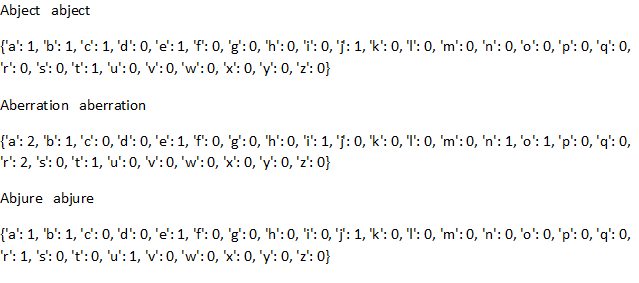 Abject abject
{'a': 1, 'b': 1, 'c': 1, 'd': 0, 'e': 1, 'f': 0, 'g': 0, 'h': 0, 'i': 0, 'j': 1, 'k': 0, 'l': 0, 'm': 0, 'n': 0, 'o': 0, 'p': 0, 'q': 0,
'r': 0, 's': 0, 't': 1, 'u': 0, 'v': 0, 'w': 0, 'x': 0, 'y': 0, 'z': 0}
Aberration aberration
{'a': 2, 'b': 1, 'c': 0, 'd': 0, 'e': 1, 'f': 0, 'g': 0, 'h': 0, 'i': 1, 'j': 0, 'k': 0, 'l': 0, 'm': 0, 'n': 1, 'o': 1, 'p': 0, 'q': 0,
'r': 2, 's': 0, 't': 1, 'u': 0, 'v': 0, 'w': 0, 'x': 0, 'y': 0, 'z': 0}
Abjure abjure
{'a': 1, 'b': 1, 'c': 0, 'd': 0, 'e': 1, 'f': 0, 'g': 0, 'h': 0, 'i': 0, 'j': 1, 'k': 0, 'l': 0, 'm': 0, 'n': 0, 'o': 0, 'p': 0, 'q': 0,
'r': 1, 's': 0, 't': 0, 'u': 1, 'v': 0, 'w': 0, 'x': 0, 'y': 0, 'z': 0}